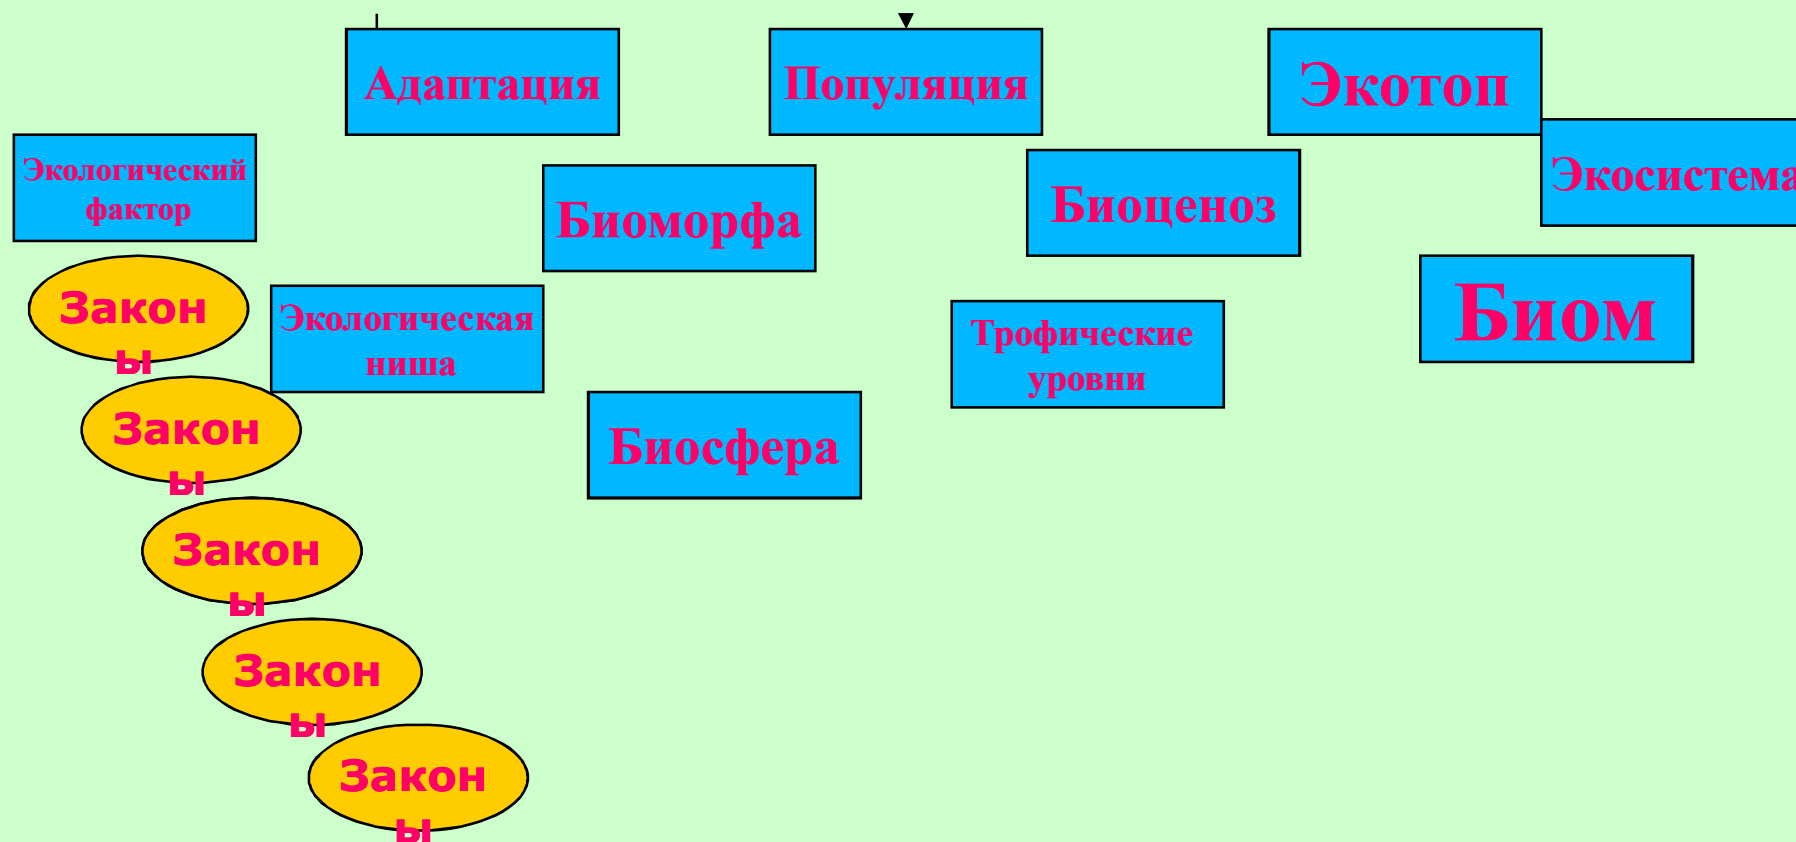 Адаптация
Популяция
Экотоп
Экологический
фактор
Биоморфа
Биоценоз
Экосистема
Закон
ы
Экологическая
ниша
Трофические
уровни
Биом
Закон
ы
Биосфера
Закон
ы
Закон
ы
Закон
ы